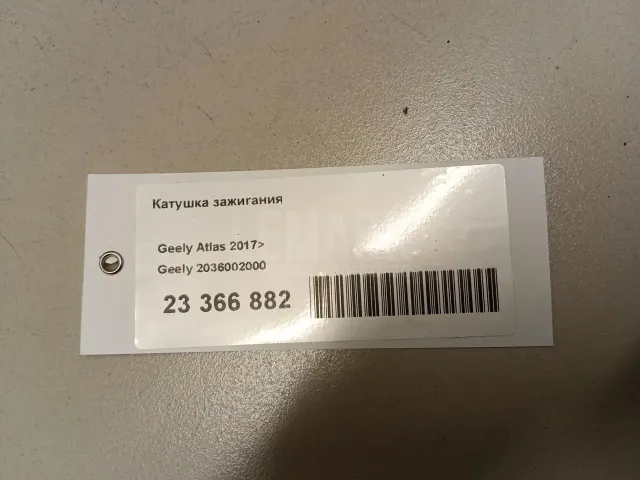 Катушка зажигания
Geely Atlas 2017>
Geely 2036002000
23 366 882